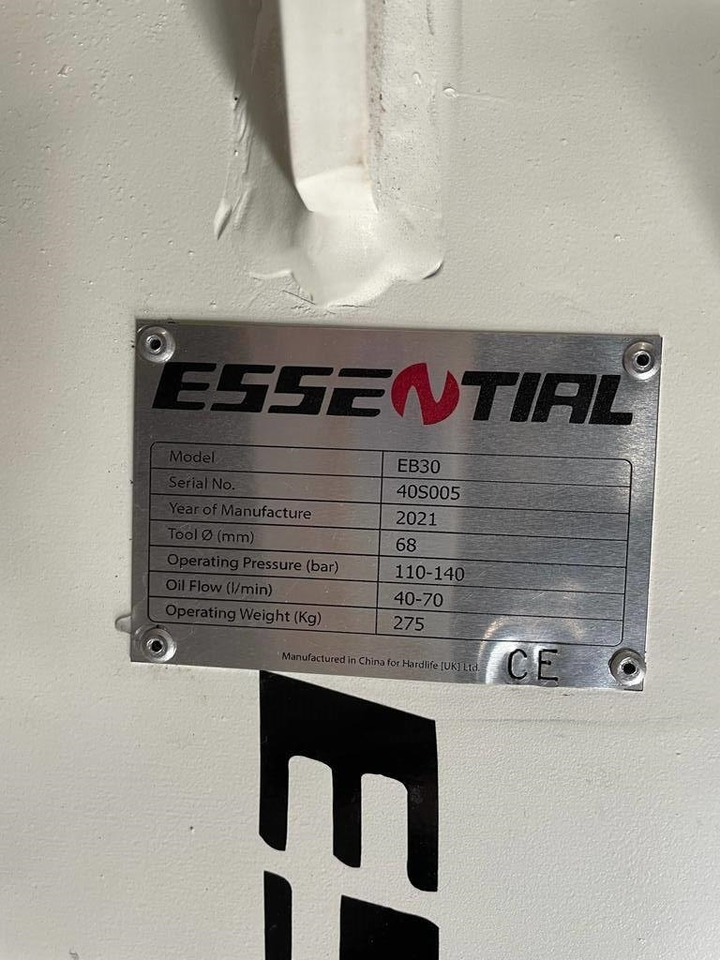 ESSENTIAL
Model EB30
Serial No. 40S005
Year of Manufacture 2021
Tool Ø (mm) 68
Operating Pressure (bar) 110-140
Oil Flow (l/min) 40-70
Operating Weight (Kg) 275
Manufactured in China for Hardlife [UK] Ltd. CE
E